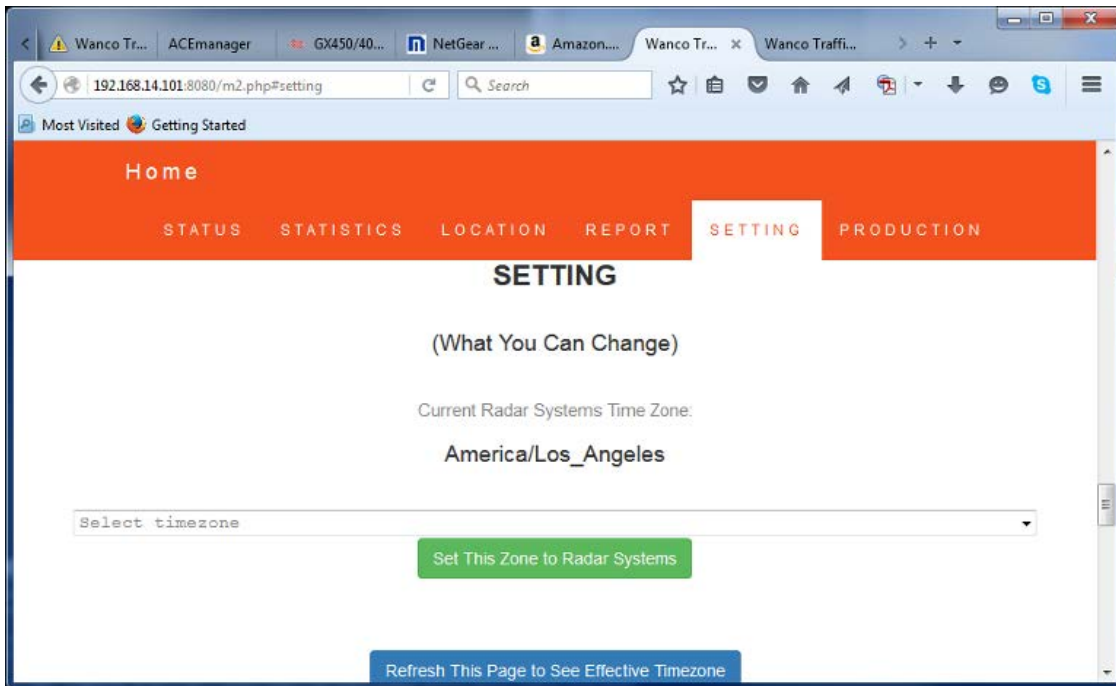 Wanco Tr... ACEmanager GX450/40... NetGear ... Amazon.... Wanco Tr... Wanco Traffi...
192.168.14.101:8080/m2.php#setting Search
Most Visited Getting Started
Home
STATUS STATISTICS LOCATION REPORT SETTING PRODUCTION
SETTING
(What You Can Change)
Current Radar Systems Time Zone:
America/Los_Angeles
Select timezone
Set This Zone to Radar Systems
Refresh This Page to See Effective Timezone